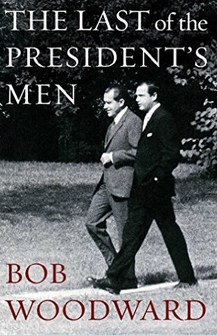 THE LAST of the
PRESIDENT'S
MEN
BOB
WOODWARD